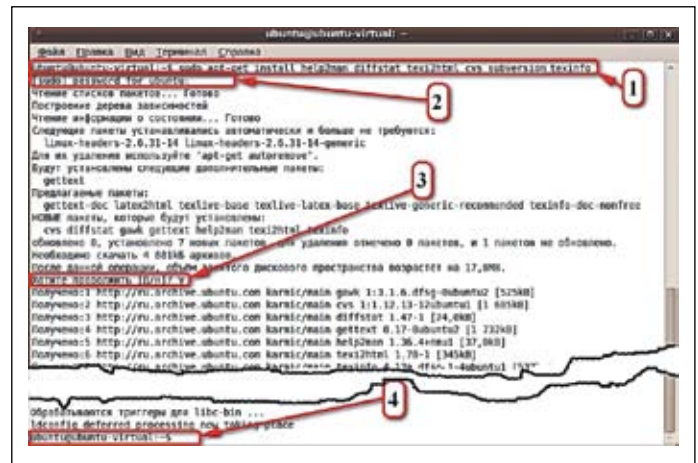 ubuntu@ubuntu-virtual: ~
Файл Правка Вид Терминал Справка
ubuntu@ubuntu-virtual:~$ sudo apt-get install help2man diffstat texi2html cvs subversion texinfo
1
[sudo] password for ubuntu:
2
Чтение списков пакетов... Готово
Построение дерева зависимостей
Чтение информации о состоянии... Готово
Следующие пакеты устанавливались автоматически и больше не требуются:
linux-headers-2.6.31-14 linux-headers-2.6.31-14-generic
Для их удаления используйте "apt-get autoremove".
Будут установлены следующие дополнительные пакеты:
gettext
3
Предлагаемые пакеты:
gettext-doc latex2html texlive-base texlive-latex-base texlive-generic-recommended texinfo-doc-nonfree
НОВЫЕ пакеты, которые будут установлены:
cvs diffstat gawk gettext help2man texi2html texinfo
обновлено 0, установлено 7 новых пакетов, для удаления отмечено 0 пакетов, и 1 пакетов не обновлено.
Необходимо скачать 4 881kБ архивов.
После данной операции, объём занятого дискового пространства возрастёт на 17,8MB.
Хотите продолжить [Д/н]? y
Получено:1 http://ru.archive.ubuntu.com karmic/main gawk 1:3.1.6.dfsg-0ubuntu2 [525kB]
Получено:2 http://ru.archive.ubuntu.com karmic/main cvs 1:1.12.13-12ubuntu1 [1 685kB]
Получено:3 http://ru.archive.ubuntu.com karmic/main diffstat 1.47-1 [24,0kB]
Получено:4 http://ru.archive.ubuntu.com karmic/main gettext 0.17-8ubuntu2 [1 732kB]
Получено:5 http://ru.archive.ubuntu.com karmic/main help2man 1.36.4+nmu1 [37,0kB]
Получено:6 http://ru.archive.ubuntu.com karmic/main texi2html 1.78-1 [345kB]
karmic/main texinfo
4
Обрабатываются триггеры для libc-bin ...
ldconfig deferred processing now taking place
ubuntu@ubuntu-virtual:~$